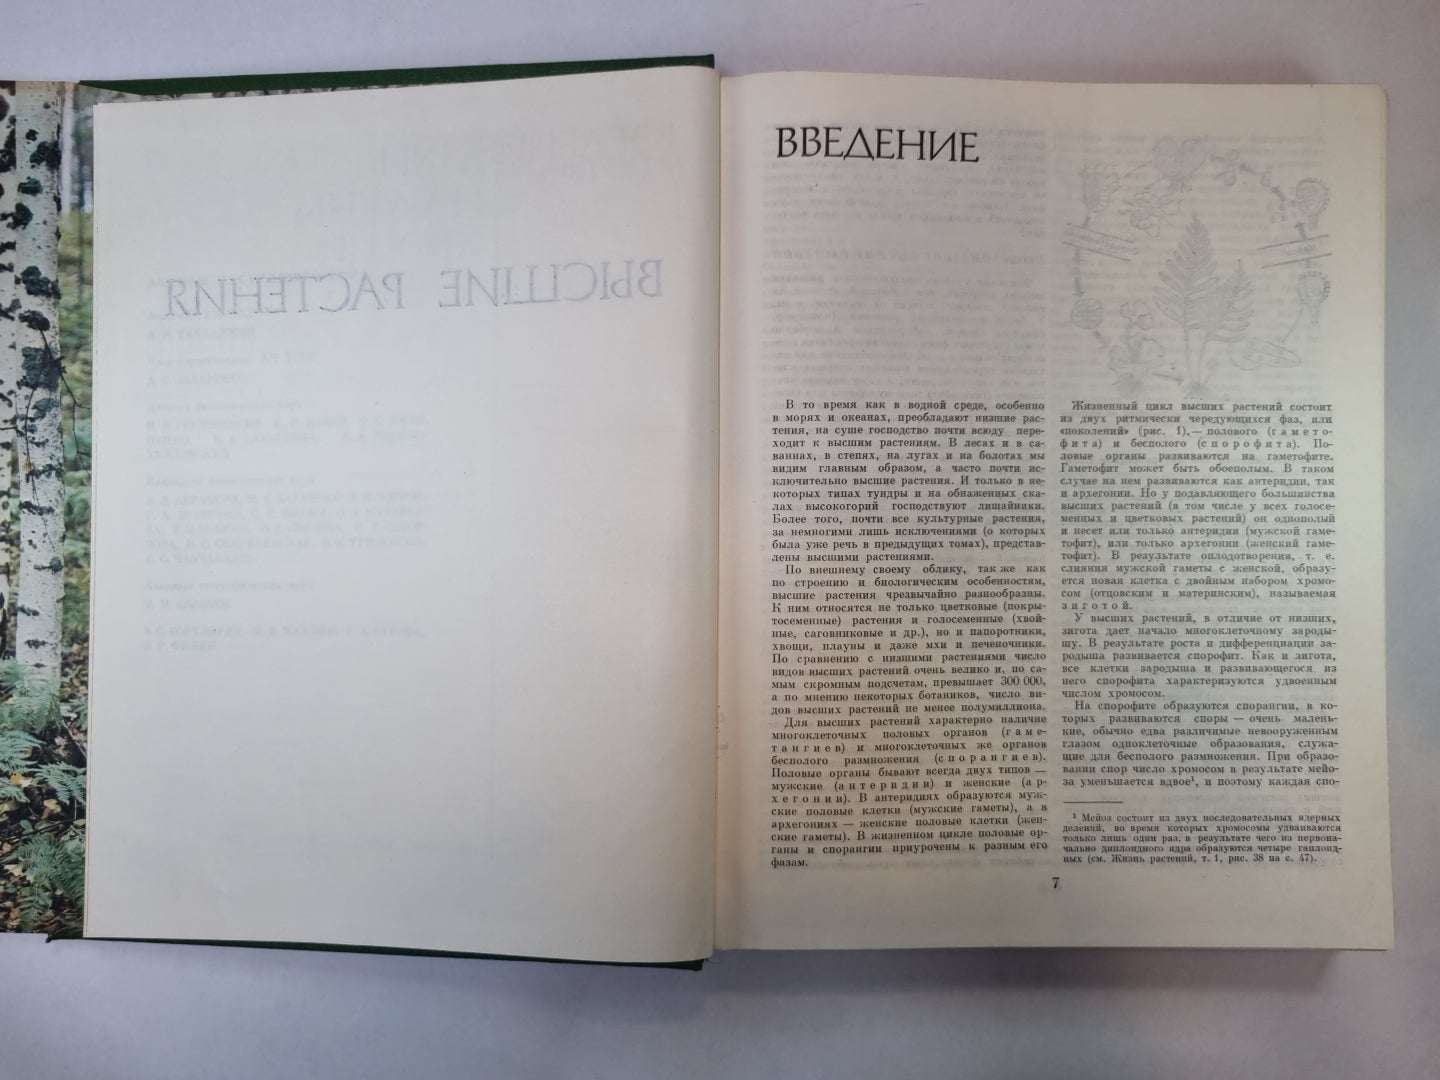 ВЫСШИЕ РАСТЕНИЯ
ВВЕДЕНИЕ
В то время как в водной среде, особенно
в морях и океанах, преобладают низшие рас-
тения, на суше господство почти всюду пере-
ходит к высшим растениям. В лесах и в са-
ваннах, в степях, на лугах и на болотах мы
видим главным образом, а часто почти ис-
ключительно высшие растения. И только в не-
которых типах тундры и на обнаженных ска-
лах высокогорий господствуют лишайники.
Более того, почти все культурные растения,
за немногими лишь исключениями (о которых
была уже речь в предыдущих томах), представ-
лены высшими растениями.
По внешнему своему облику, так же как
по строению и биологическим особенностям,
высшие растения чрезвычайно разнообразны.
К ним относятся не только цветковые (покры-
тосеменные) растения и голосеменные (хвой-
ные, саговниковые и др.), но и папоротники,
хвощи, плауны и даже мхи и печеночники.
По сравнению с низшими растениями число
видов высших растений очень велико и, по са-
мым скромным подсчетам, превышает 300 000,
а по мнению некоторых ботаников, число ви-
дов высших растений не менее полумиллиона.
Для высших растений характерно наличие
многоклеточных половых органов (гаме-
тангиев) и многоклеточных же органов
бесполого размножения (спорангиев).
Половые органы бывают всегда двух типов —
мужские (антеридии) и женские (ар-
хегонии). В антеридиях образуются муж-
ские половые клетки (мужские гаметы), а в
архегониях — женские половые клетки (жен-
ские гаметы). В жизненном цикле половые ор-
ганы и спорангии приурочены к разным его
фазам.
Жизненный цикл высших растений состоит
из двух ритмически чередующихся фаз, или
«поколений» (рис. 1),— полового (гамето-
фита) и бесполого (спорофита). По-
ловые органы развиваются на гаметофите.
Гаметофит может быть обоеполым. В таком
случае на нем развиваются как антеридии, так
и архегонии. Но у подавляющего большинства
высших растений (в том числе у всех голосе-
менных и цветковых растений) он однополый
и несет или только антеридии (мужской гаме-
тофит), или только архегонии (женский гаме-
тофит). В результате оплодотворения, т. е.
слияния мужской гаметы с женской, образу-
ется новая клетка с двойным набором хромо-
сом (отцовским и материнским), называемая
зиготой.
У высших растений, в отличие от низших,
зигота дает начало многоклеточному зароды-
шу. В результате роста и дифференциации за-
родыша развивается спорофит. Как и зигота,
все клетки зародыша и развивающегося из
него спорофита характеризуются удвоенным
числом хромосом.
На спорофите образуются спорангии, в ко-
торых развиваются споры — очень малень-
кие, обычно едва различимые невооруженным
глазом одноклеточные образования, служа-
щие для бесполого размножения. При образо-
вании спор число хромосом в результате мейо-
за уменьшается вдвое¹, и поэтому каждая спо-
¹ Мейоз состоит из двух последовательных ядерных
делений, во время которых хромосомы удваиваются
только лишь один раз, в результате чего из первона-
чально диплоидного ядра образуются четыре гаплоид-
ных (см. Жизнь растений, т. 1, рис. 38 на с. 47).
7